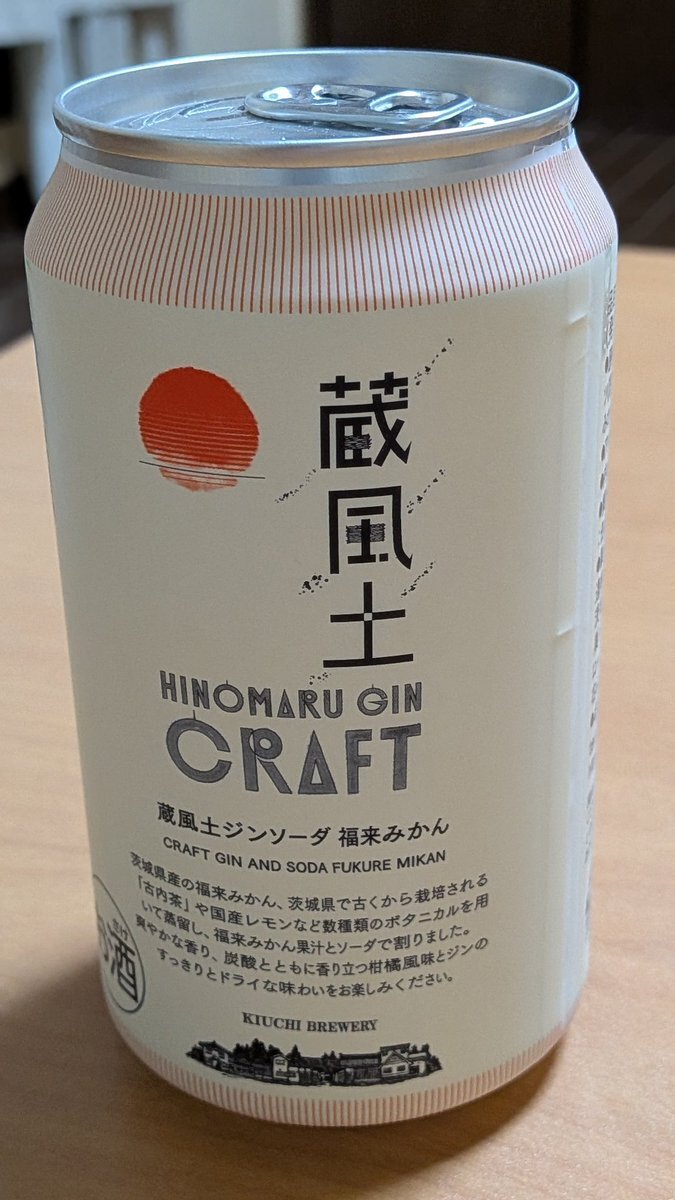 蔵風土
HINOMARU GIN
CRAFT
蔵風土ジンソーダ 福来みかん
CRAFT GIN AND SODA FUKURE MIKAN
茨城県産の福来みかん、茨城県で古くから栽培される
「古内茶」や国産レモンなど数種類のボタニカルを用
いて蒸留し、福来みかん果汁とソーダで割りました。
爽やかな香り、炭酸とともに香り立つ柑橘風味とジンの
すっきりとドライな味わいをお楽しみください。
さけ
酒
KIUCHI BREWERY